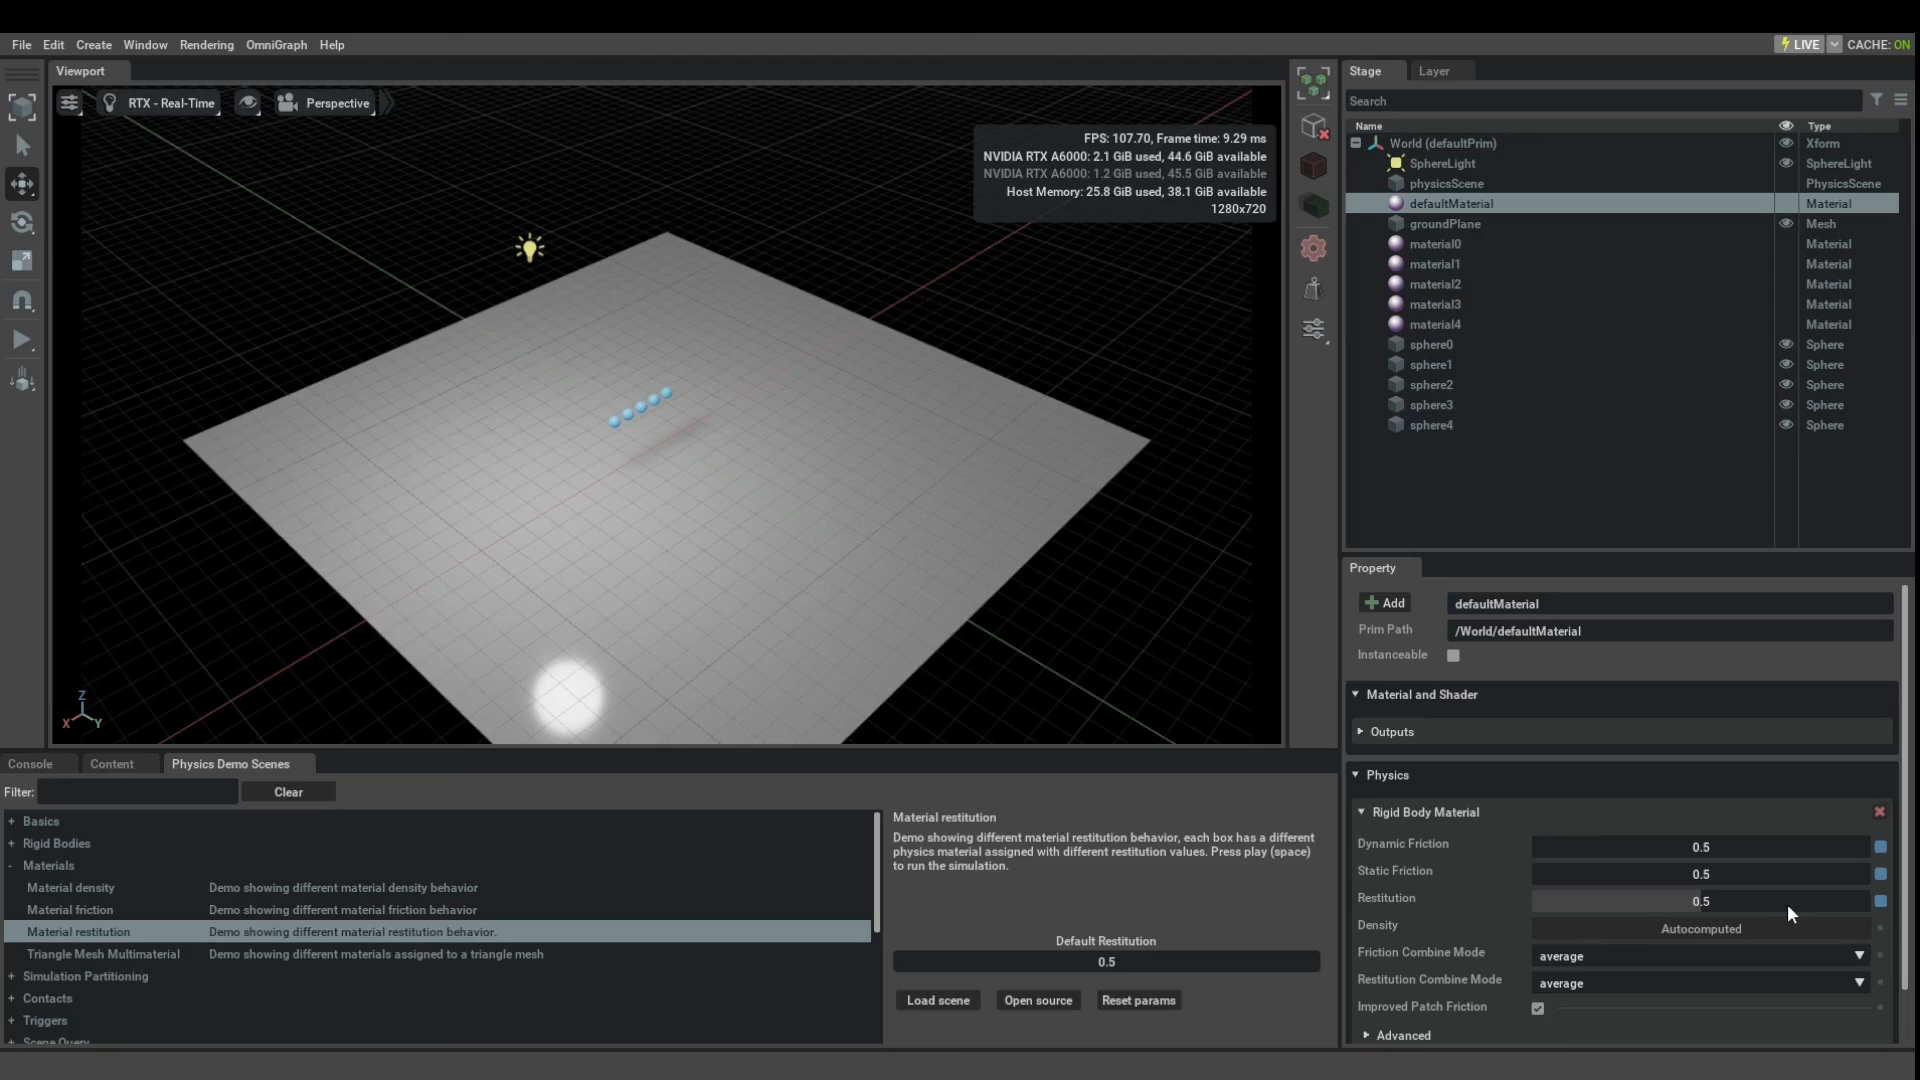 File Edit Create Window Rendering OmniGraph Help
LIVE CACHE: ON
Viewport
RTX - Real-Time Perspective
FPS: 107.70, Frame time: 9.29 ms
NVIDIA RTX A6000: 2.1 GiB used, 44.6 GiB available
NVIDIA RTX A6000: 1.2 GiB used, 45.5 GiB available
Host Memory: 25.8 GiB used, 38.1 GiB available
1280x720
Z
X Y
Stage Layer
Search
Name Type
World (defaultPrim) Xform
SphereLight SphereLight
physicsScene PhysicsScene
defaultMaterial Material
groundPlane Mesh
material0 Material
material1 Material
material2 Material
material3 Material
material4 Material
sphere0 Sphere
sphere1 Sphere
sphere2 Sphere
sphere3 Sphere
sphere4 Sphere
Property
Add defaultMaterial
Prim Path /World/defaultMaterial
Instanceable
Material and Shader
Outputs
Physics
Rigid Body Material
Dynamic Friction 0.5
Static Friction 0.5
Restitution 0.5
Density Autocomputed
Friction Combine Mode average
Restitution Combine Mode average
Improved Patch Friction
Advanced
Console Content Physics Demo Scenes
Filter: Clear
+ Basics
+ Rigid Bodies
- Materials
Material density Demo showing different material density behavior
Material friction Demo showing different material friction behavior
Material restitution Demo showing different material restitution behavior.
Triangle Mesh Multimaterial Demo showing different materials assigned to a triangle mesh
+ Simulation Partitioning
+ Contacts
+ Triggers
+ Scene Query
Material restitution
Demo showing different material restitution behavior, each box has a different
physics material assigned with different restitution values. Press play (space)
to run the simulation.
Default Restitution
0.5
Load scene Open source Reset params